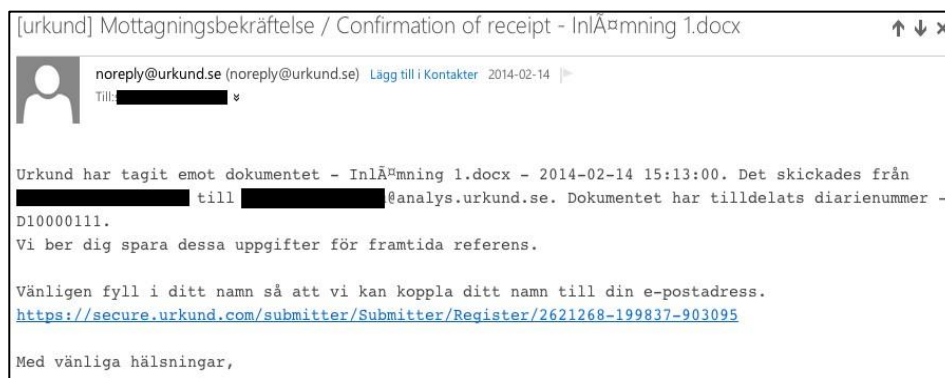 [urkund] Mottagningsbekräftelse / Confirmation of receipt - InlÃ¤mning 1.docx
noreply@urkund.se (noreply@urkund.se) Lägg till i Kontakter 2014-02-14
Till:
Urkund har tagit emot dokumentet - InlÃ¤mning 1.docx - 2014-02-14 15:13:00. Det skickades från
till @analys.urkund.se. Dokumentet har tilldelats diarienummer -
D10000111.
Vi ber dig spara dessa uppgifter för framtida referens.
Vänligen fyll i ditt namn så att vi kan koppla ditt namn till din e-postadress.
https://secure.urkund.com/submitter/Submitter/Register/2621268-199837-903095
Med vänliga hälsningar,